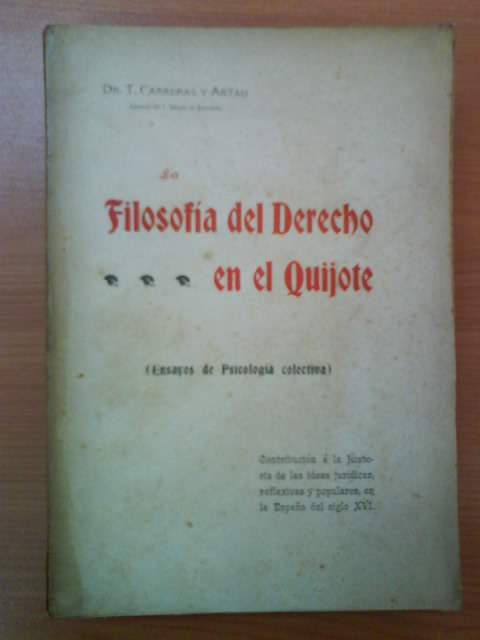 DR. T. CARRERAS Y ARTAU
La
Filosofía del Derecho
en el Quijote
(Ensayos de Psicología colectiva)
Contribución á la histo-
ria de las ideas jurídicas,
reflexivas y populares, en
la España del siglo XVI.